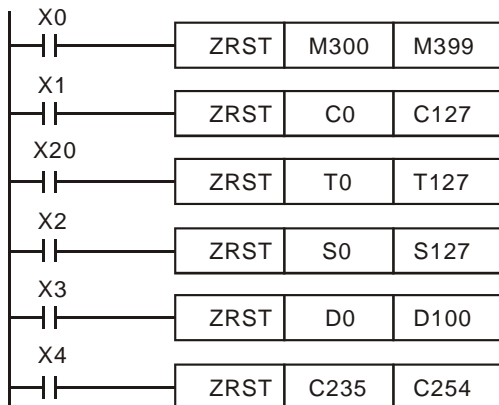 X0
ZRST M300 M399
X1
ZRST C0 C127
X20
ZRST T0 T127
X2
ZRST S0 S127
X3
ZRST D0 D100
X4
ZRST C235 C254